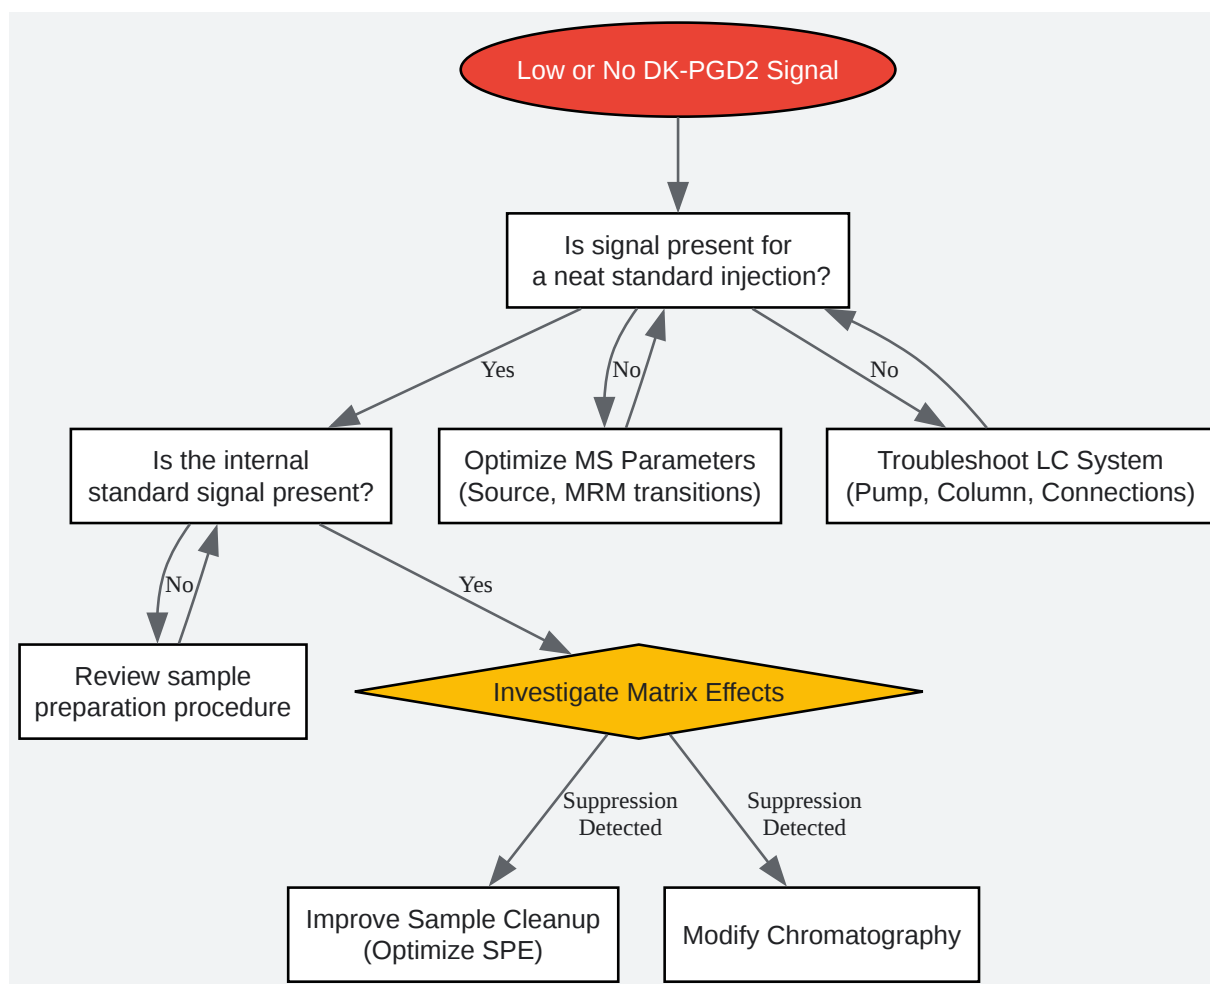 Low or No DK-PGD2 Signal
Is signal present for
a neat standard injection?
Yes
No
No
Is the internal
standard signal present?
Optimize MS Parameters
(Source, MRM transitions)
Troubleshoot LC System
(Pump, Column, Connections)
No
Yes
Review sample
preparation procedure
Investigate Matrix Effects
Suppression
Detected
Suppression
Detected
Improve Sample Cleanup
(Optimize SPE)
Modify Chromatography